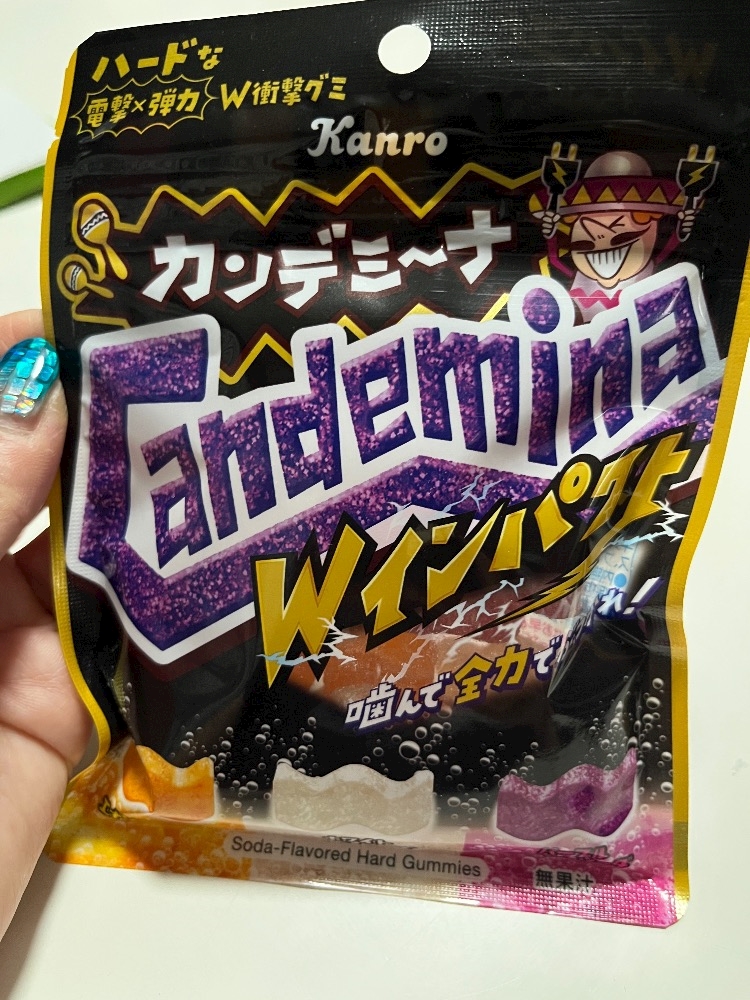 ハードな
電撃×弾力 W衝撃グミ
Kanro
カンデミ～ナ
Candemina
Wインパクト
噛んで全力で
れ!
Soda-Flavored Hard Gummies
無果汁